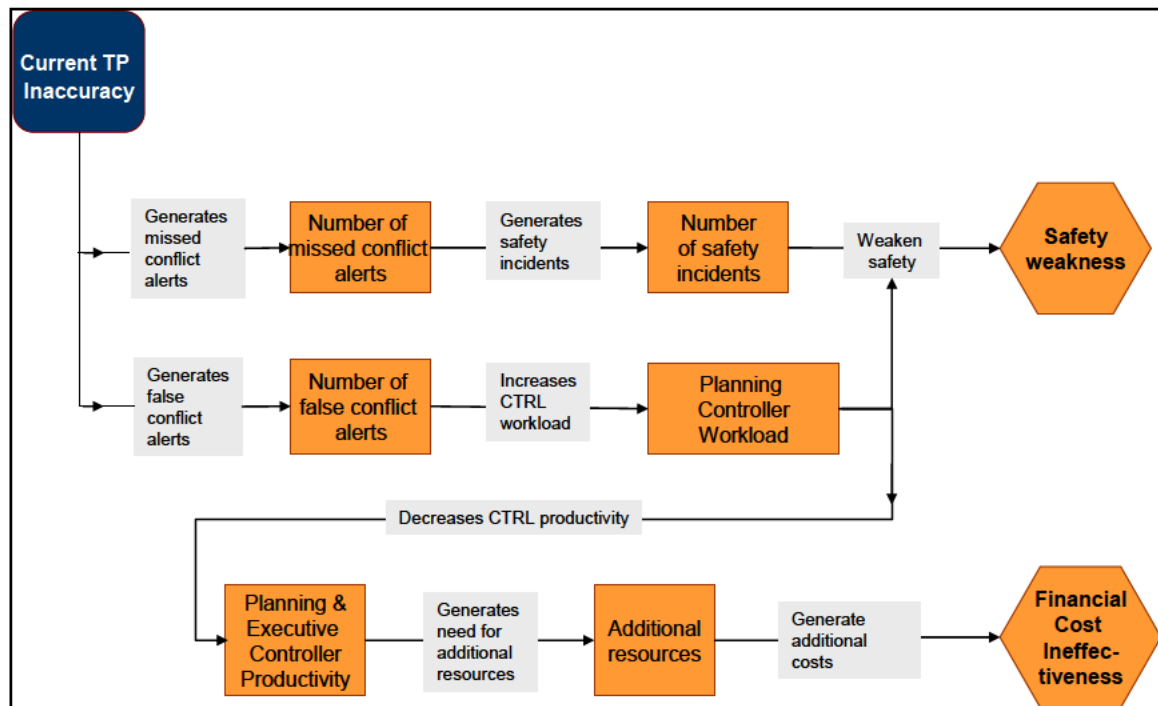 Current TP
Inaccuracy
Generates
missed
conflict
alerts
Number of
missed conflict
alerts
Generates
safety
incidents
Number
of safety
incidents
Weaken
safety
Safety
weakness
Generates
false
conflict
alerts
Number of
false conflict
alerts
Increases
CTRL
workload
Planning
Controller
Workload
Decreases CTRL productivity
Planning &
Executive
Controller
Productivity
Generates
need for
additional
resources
Additional
resources
Generate
additional
costs
Financial
Cost
Ineffec-
tiveness